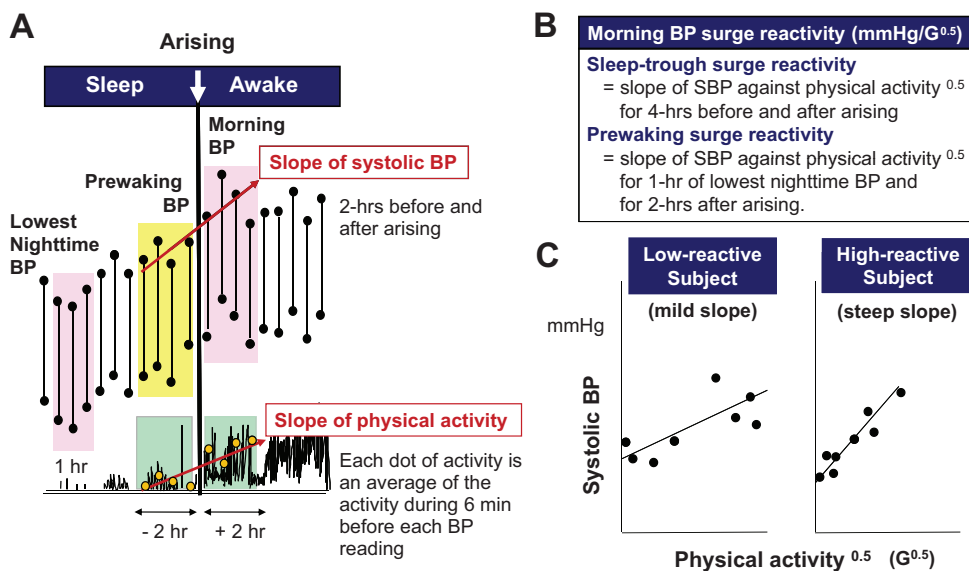 A
Arising
Sleep
Awake
Morning
BP
Slope of systolic BP
Prewaking
BP
2-hrs before and
after arising
Lowest
Nighttime
BP
Slope of physical activity
1 hr
Each dot of activity is
an average of the
activity during 6 min
before each BP
reading
- 2 hr
+ 2 hr
B
Morning BP surge reactivity (mmHg/G0.5)
Sleep-trough surge reactivity
= slope of SBP against physical activity 0.5
for 4-hrs before and after arising
Prewaking surge reactivity
= slope of SBP against physical activity 0.5
for 1-hr of lowest nighttime BP and
for 2-hrs after arising.
C
Low-reactive
Subject
(mild slope)
High-reactive
Subject
(steep slope)
mmHg
Systolic BP
Physical activity 0.5 (G0.5)